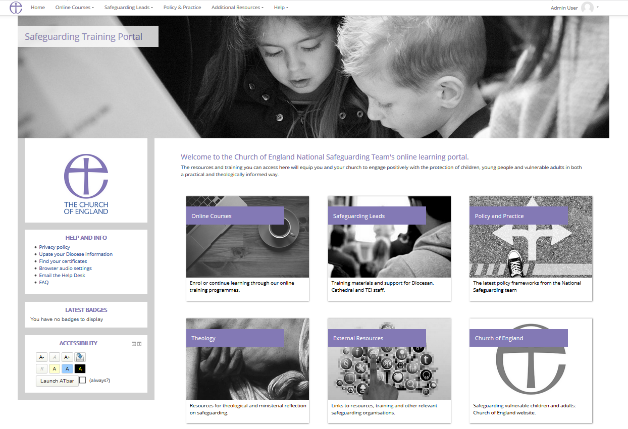 Home Online Courses Safeguarding Leads Policy & Practice Additional Resources Help Admin User
Safeguarding Training Portal
THE CHURCH
OF ENGLAND
HELP AND INFO
Privacy policy
Upate your Diocese information
Find your certificates
Browser audio settings
Email the Help Desk
FAQ
LATEST BADGES
You have no badges to display
ACCESSIBILITY
A- A A+
A A A A
Launch ATbar (always?)
Welcome to the Church of England National Safeguarding Team's online learning portal.
The resources and training you can access here will equip you and your church to engage positively with the protection of children, young people and vulnerable adults in both
a practical and theologically informed way.
Online Courses
Enrol or continue learning through our online
training programmes.
Safeguarding Leads
Training materials and support for Diocesan,
Cathedral and TCI staff.
Policy and Practice
The latest policy frameworks from the National
Safeguarding team
Theology
Resources for theological and ministerial reflection
on safeguarding.
External Resources
Links to resources, training and other relevant
safeguarding organisations.
Church of England
Safeguarding vulnerable children and adults.
Church of England website.